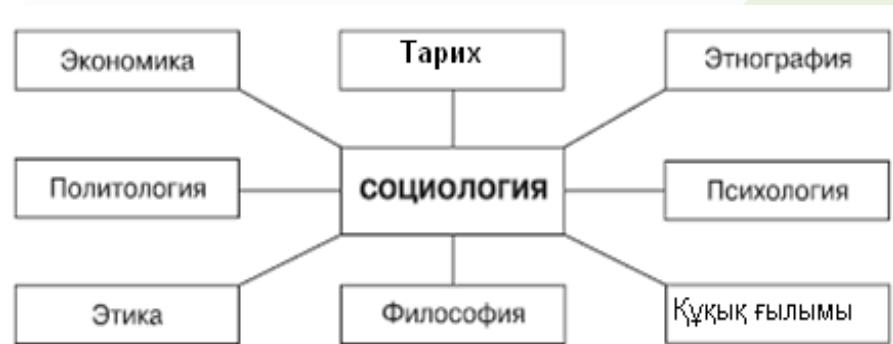 Экономика
Тарих
Этнография
Политология
СОЦИОЛОГИЯ
Психология
Этика
Философия
Құқық ғылымы